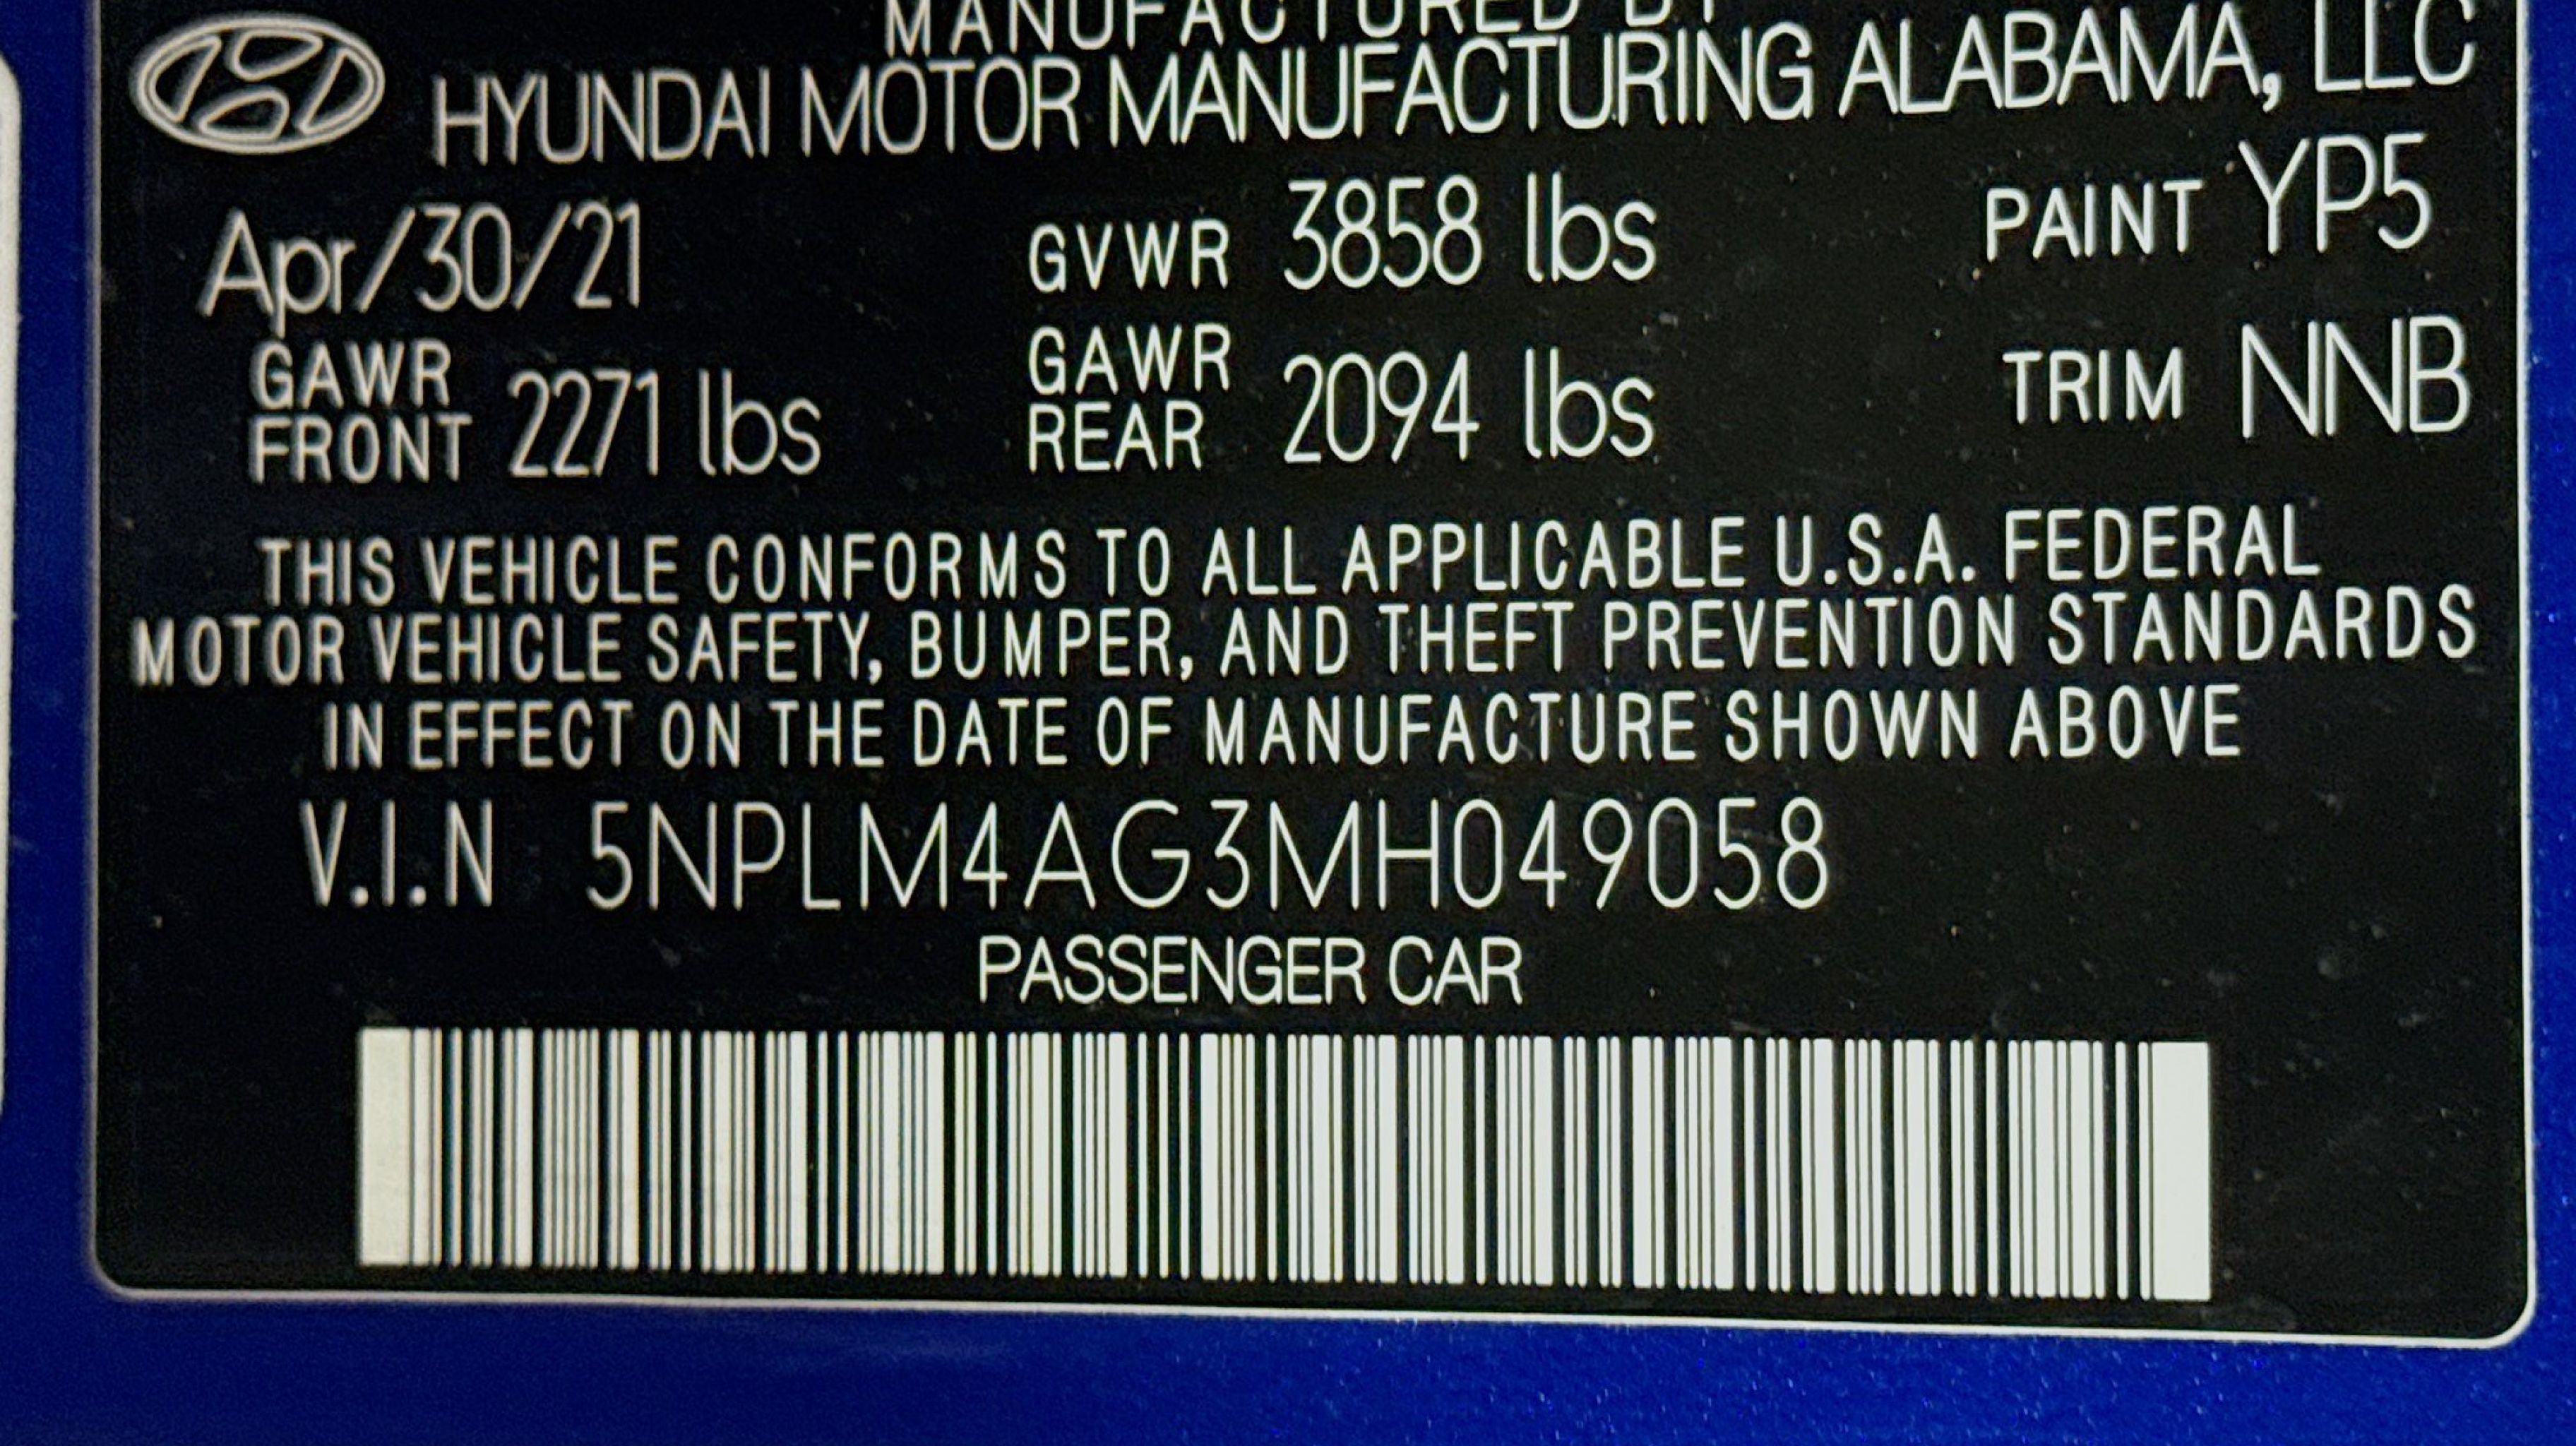 MANUFACTURED BY
HYUNDAI MOTOR MANUFACTURING ALABAMA, LLC
Apr/30/21 GVWR 3858 lbs PAINT YP5
GAWR FRONT 2271 lbs GAWR REAR 2094 lbs TRIM NNB
THIS VEHICLE CONFORMS TO ALL APPLICABLE U.S.A. FEDERAL
MOTOR VEHICLE SAFETY, BUMPER, AND THEFT PREVENTION STANDARDS
IN EFFECT ON THE DATE OF MANUFACTURE SHOWN ABOVE
V.I.N 5NPLM4AG3MH049058
PASSENGER CAR